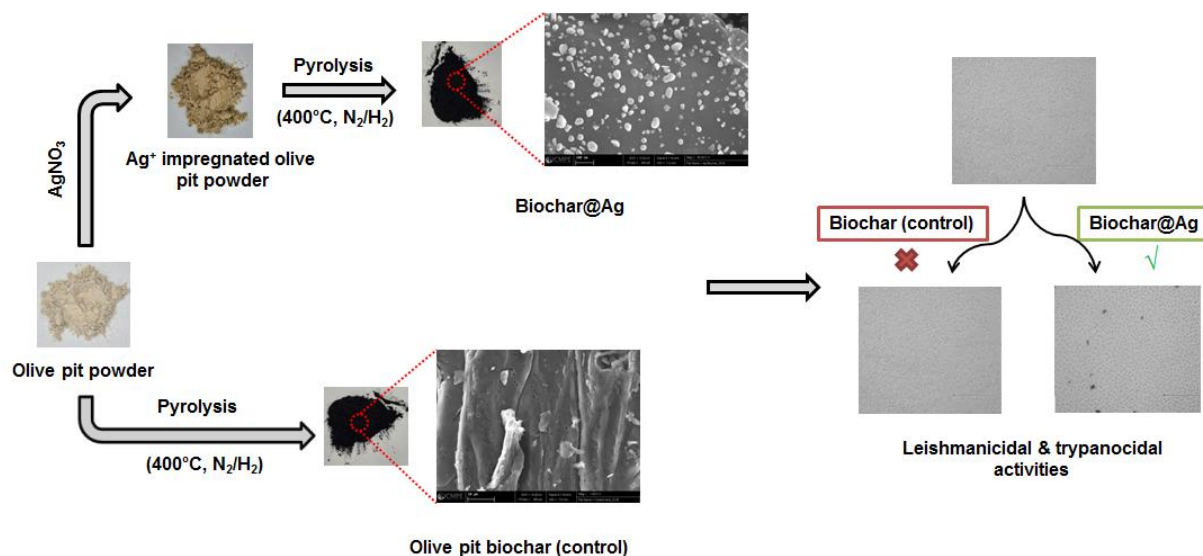 AgNO₃
Ag⁺ impregnated olive
pit powder
Pyrolysis
(400°C, N₂/H₂)
Biochar@Ag
Olive pit powder
Pyrolysis
(400°C, N₂/H₂)
Olive pit biochar (control)
Biochar (control)
Biochar@Ag
Leishmanicidal & trypanocidal
activities